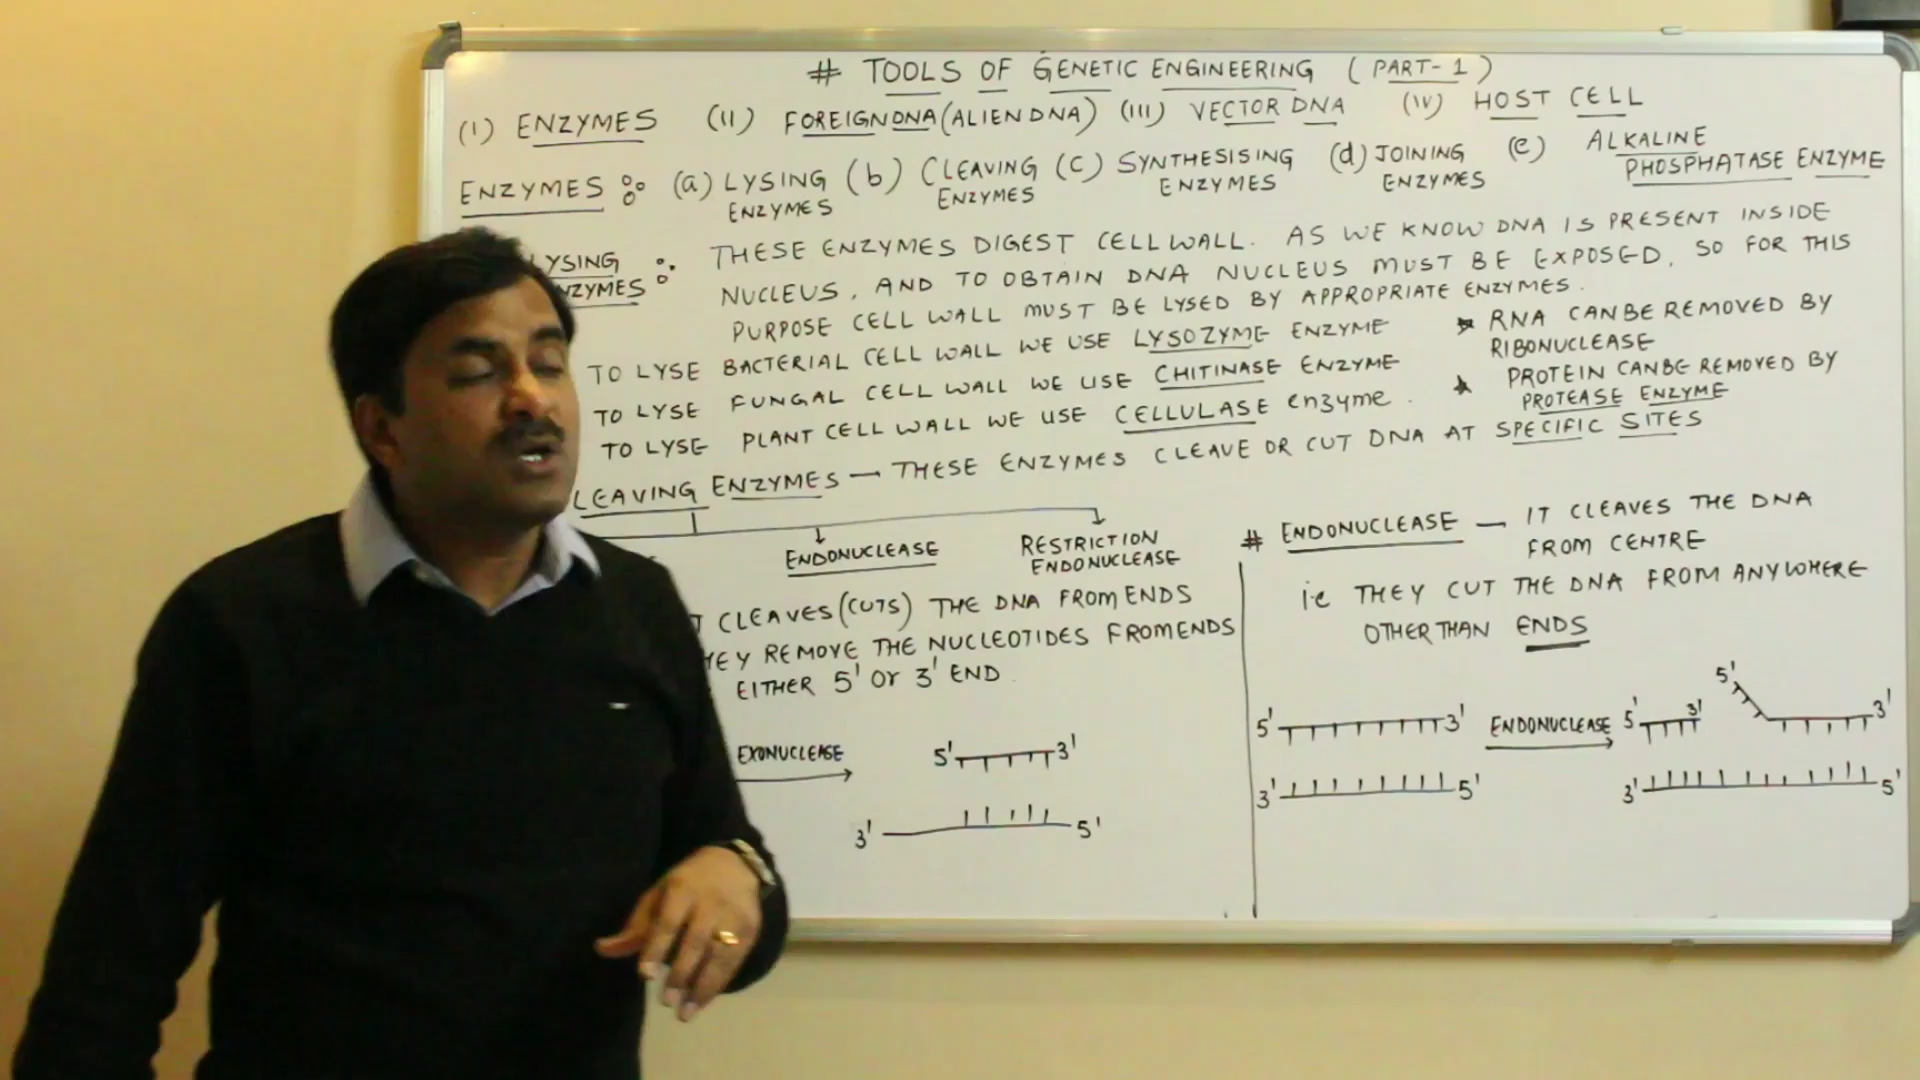 # TOOLS OF GENETIC ENGINEERING ( PART-1 )
(I) ENZYMES (II) FOREIGN DNA (ALIEN DNA) (III) VECTOR DNA (IV) HOST CELL
ENZYMES : (a) LYSING ENZYMES (b) CLEAVING ENZYMES (c) SYNTHESISING ENZYMES (d) JOINING ENZYMES (e) ALKALINE PHOSPHATASE ENZYME
LYSING
NZYMES :
THESE ENZYMES DIGEST CELL WALL. AS WE KNOW DNA IS PRESENT INSIDE
NUCLEUS, AND TO OBTAIN DNA NUCLEUS MUST BE EXPOSED, SO FOR THIS
PURPOSE CELL WALL MUST BE LYSED BY APPROPRIATE ENZYMES.
TO LYSE BACTERIAL CELL WALL WE USE LYSOZYME ENZYME
TO LYSE FUNGAL CELL WALL WE USE CHITINASE ENZYME
TO LYSE PLANT CELL WALL WE USE CELLULASE enzyme.
* RNA CAN BE REMOVED BY
RIBONUCLEASE
* PROTEIN CAN BE REMOVED BY
PROTEASE ENZYME
LEAVING ENZYMES — THESE ENZYMES CLEAVE OR CUT DNA AT SPECIFIC SITES
ENDONUCLEASE
RESTRICTION
ENDONUCLEASE
T CLEAVES (CUTS) THE DNA FROM ENDS
HEY REMOVE THE NUCLEOTIDES FROM ENDS
EITHER 5' Or 3' END
EXONUCLEASE
5' 3'
3' 5'
# ENDONUCLEASE — IT CLEAVES THE DNA
FROM CENTRE
i.e THEY CUT THE DNA FROM ANYWHERE
OTHER THAN ENDS
5' 3' ENDONUCLEASE 5' 3' 5' 3'
3' 5' 3' 5'